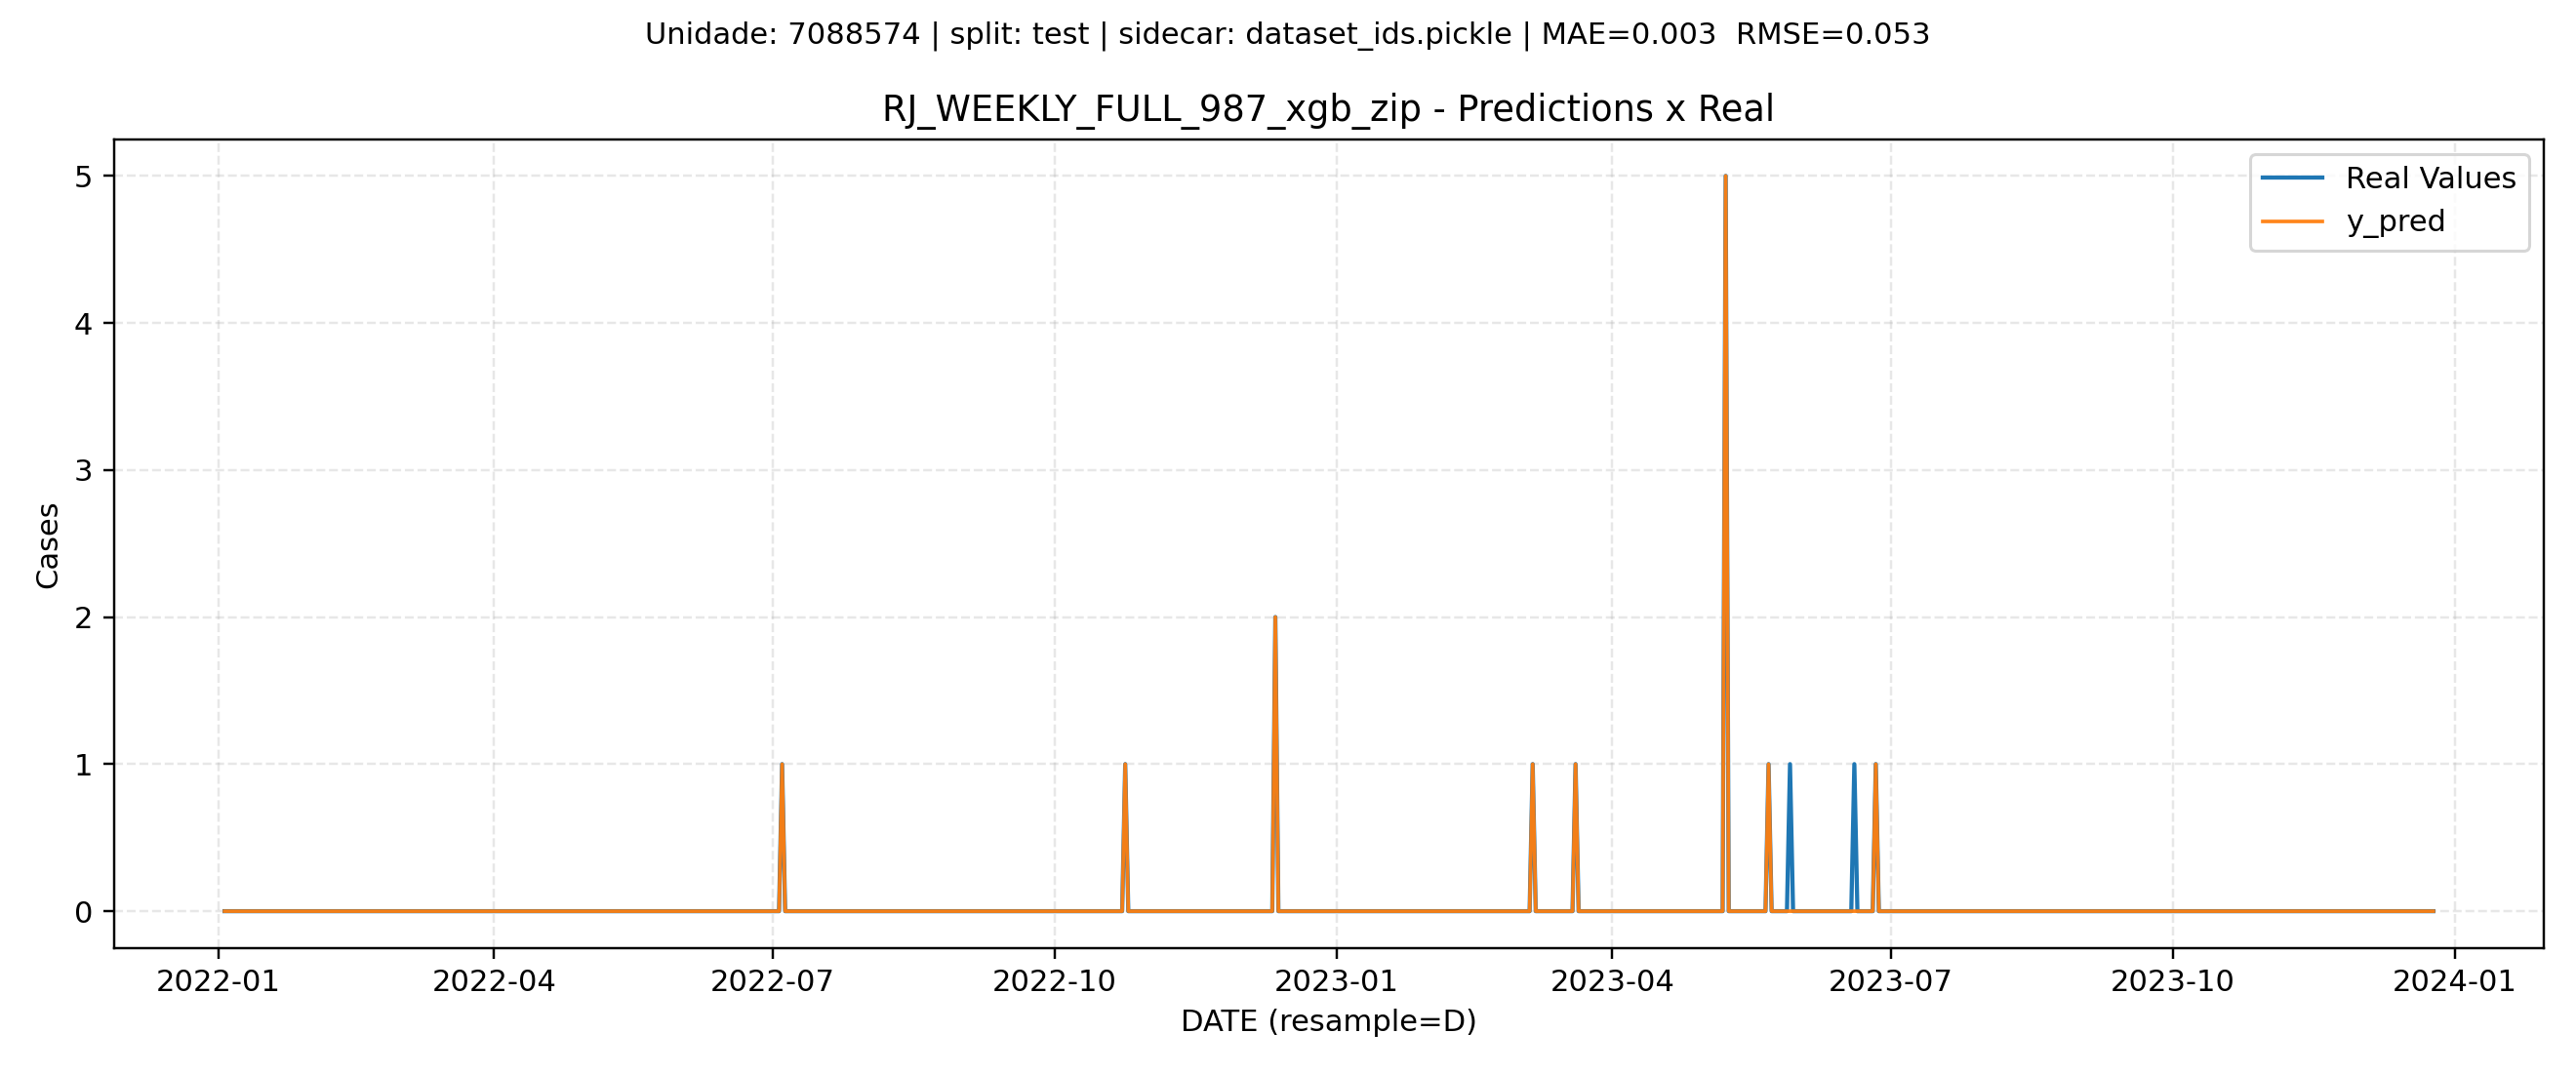 Unidade: 7088574 | split: test | sidecar: dataset_ids.pickle | MAE=0.003  RMSE=0.053
RJ_WEEKLY_FULL_987_xgb_zip - Predictions x Real
Real Values
y_pred
5
4
3
2
1
0
Cases
2022-01
2022-04
2022-07
2022-10
2023-01
2023-04
2023-07
2023-10
2024-01
DATE (resample=D)